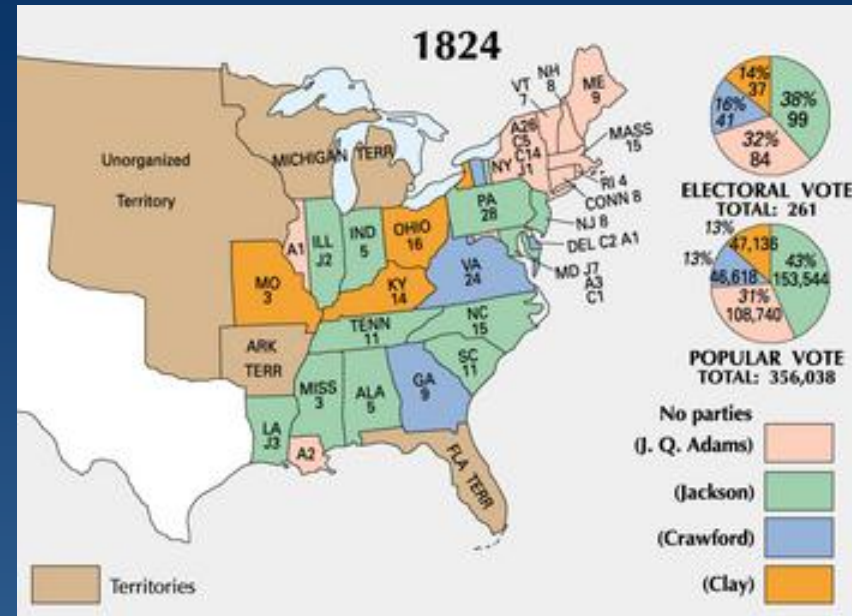 1824
NH
8
VT
7
ME
9
14%
37
38%
99
16%
41
32%
84
ELECTORAL VOTE
TOTAL: 261
A26
C5
C14
J1
NY
MASS
15
RI 4
CONN 8
NJ 8
DEL C2 A1
MD J7
A3
C1
Unorganized
Territory
MICHIGAN TERR
PA
28
A1
ILL
J2
IND
5
OHIO
16
VA
24
MO
3
KY
14
NC
15
TENN
11
SC
11
ARK
TERR
MISS
3
ALA
5
GA
9
LA
J3
A2
FLA TERR
13%
47,136
13%
46,618
43%
153,544
31%
108,740
POPULAR VOTE
TOTAL: 356,038
No parties
(J. Q. Adams)
(Jackson)
(Crawford)
(Clay)
Territories